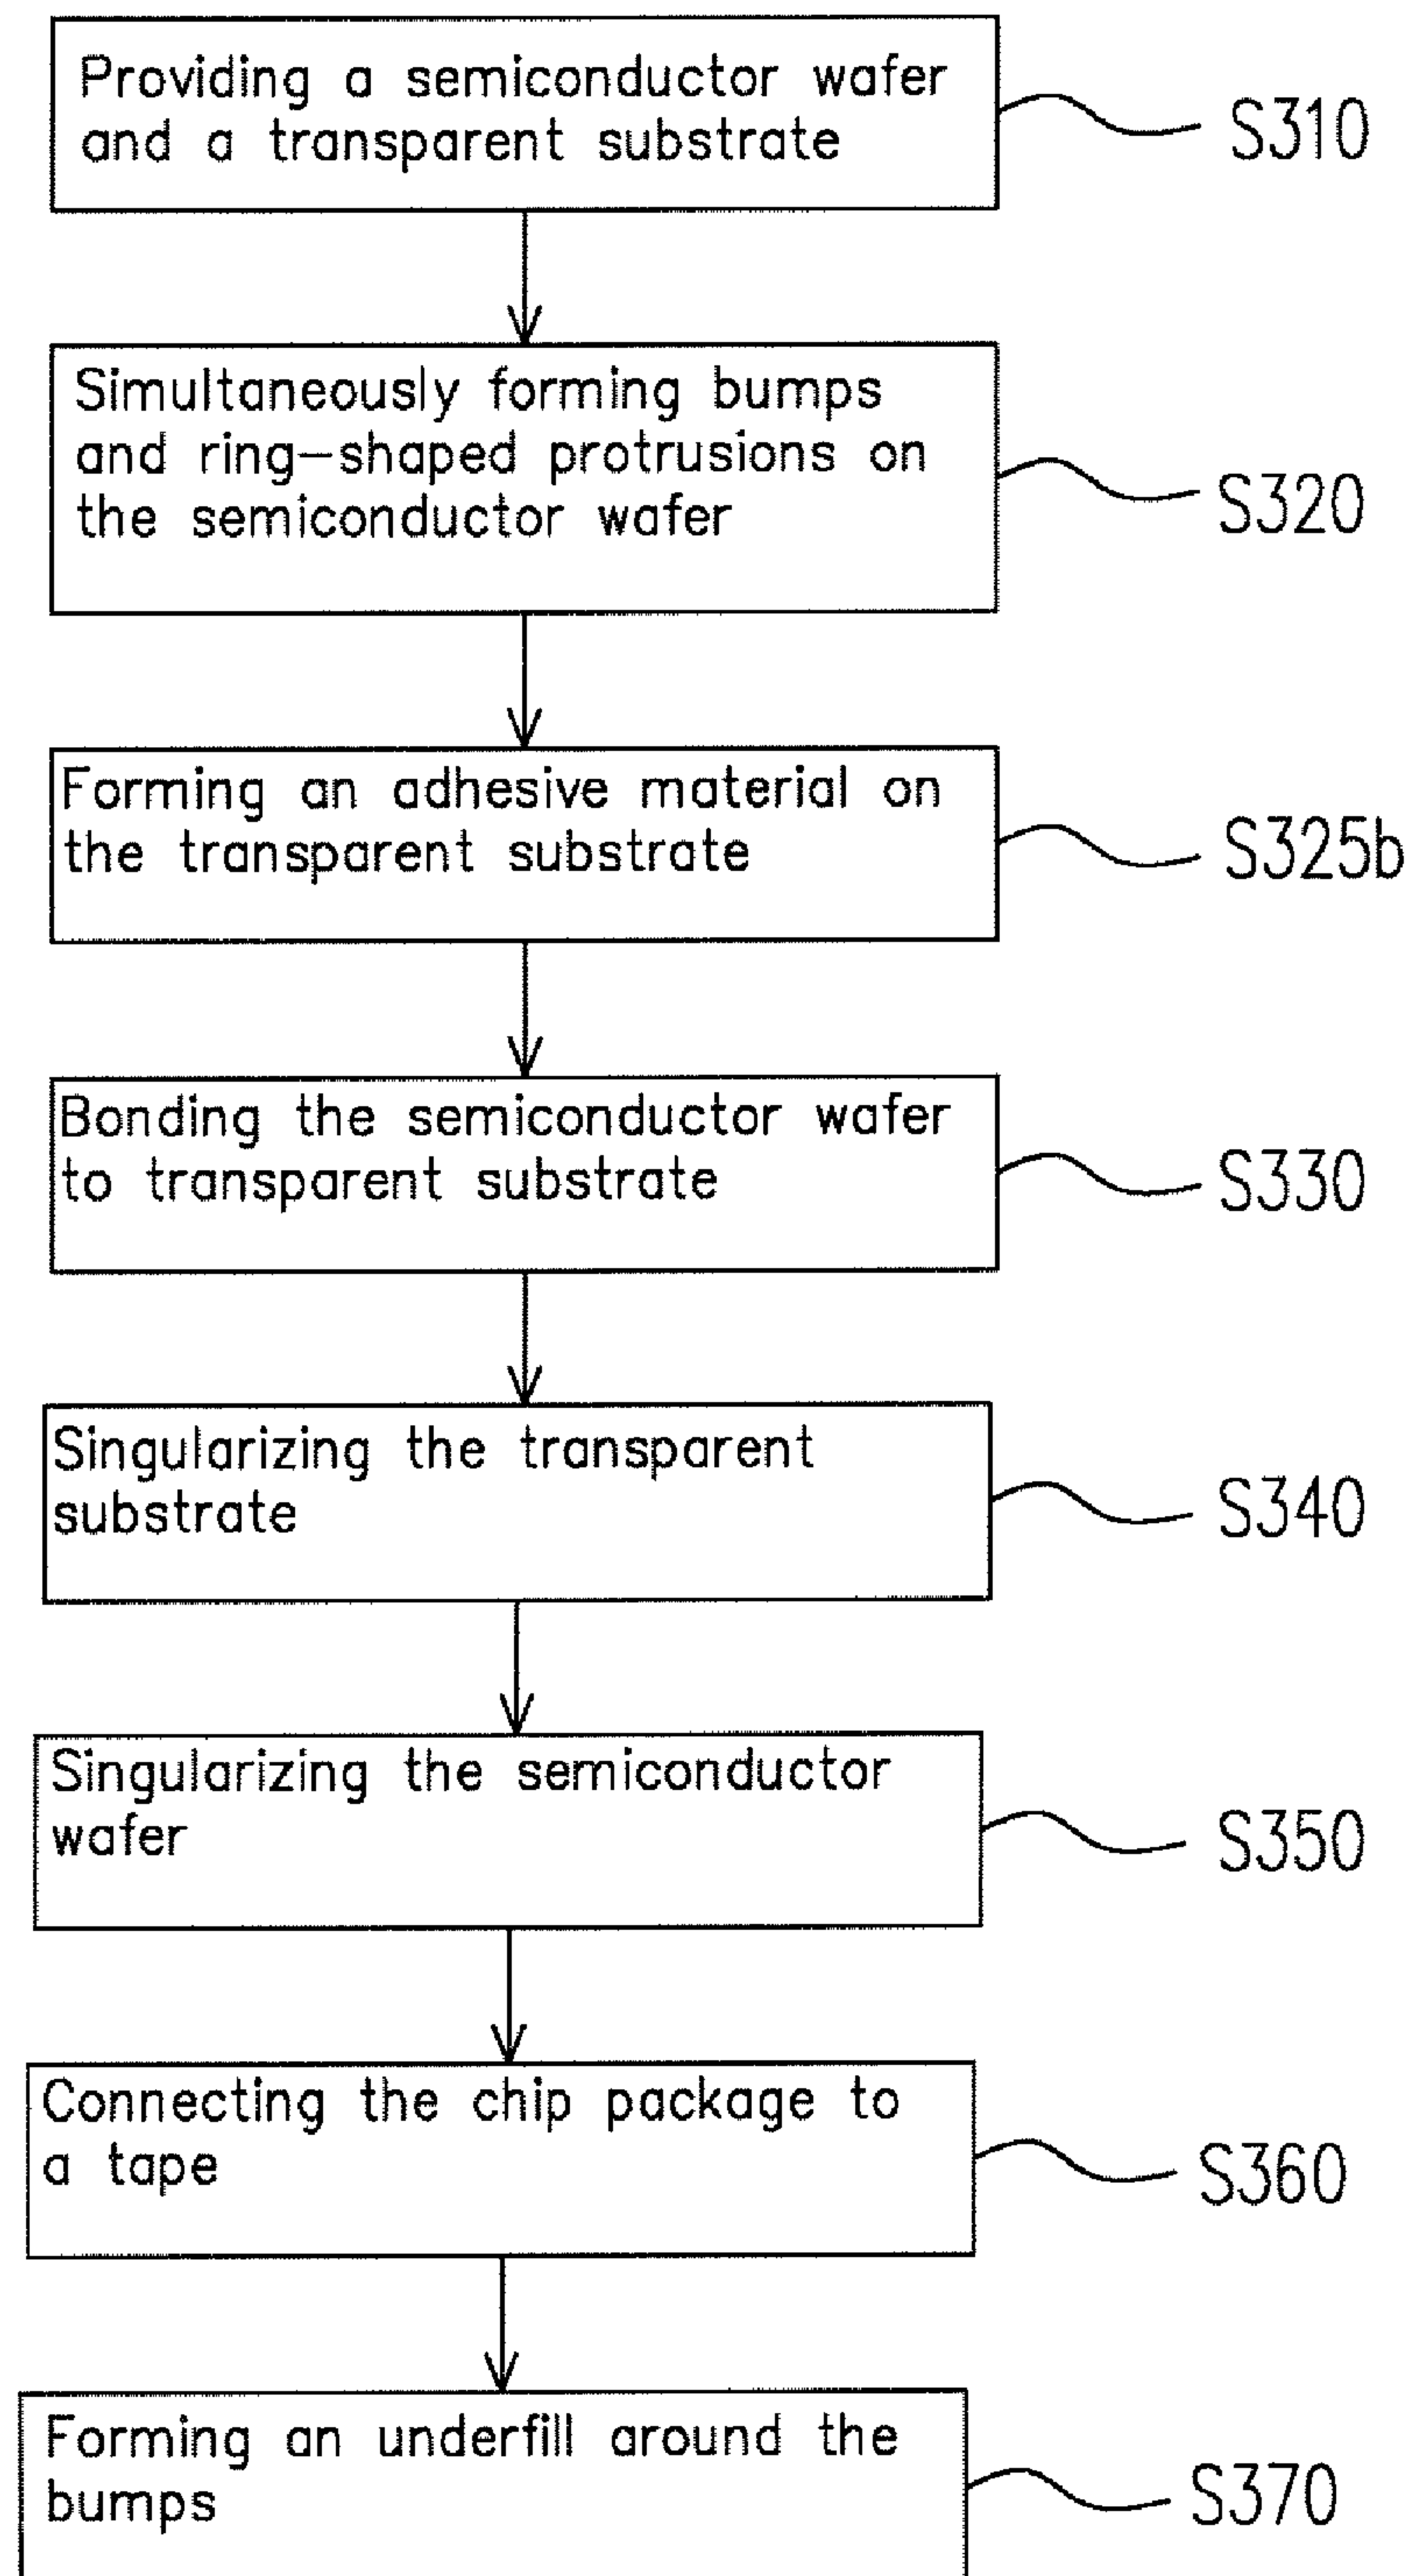 Providing a semiconductor wafer
and a transparent substrate
S310
Simultaneously forming bumps
and ring-shaped protrusions on
the semiconductor wafer
S320
Forming an adhesive material on
the transparent substrate
S325b
Bonding the semiconductor wafer
to transparent substrate
S330
Singularizing the transparent
substrate
S340
Singularizing the semiconductor
wafer
S350
Connecting the chip package to
a tape
S360
Forming an underfill around the
bumps
S370